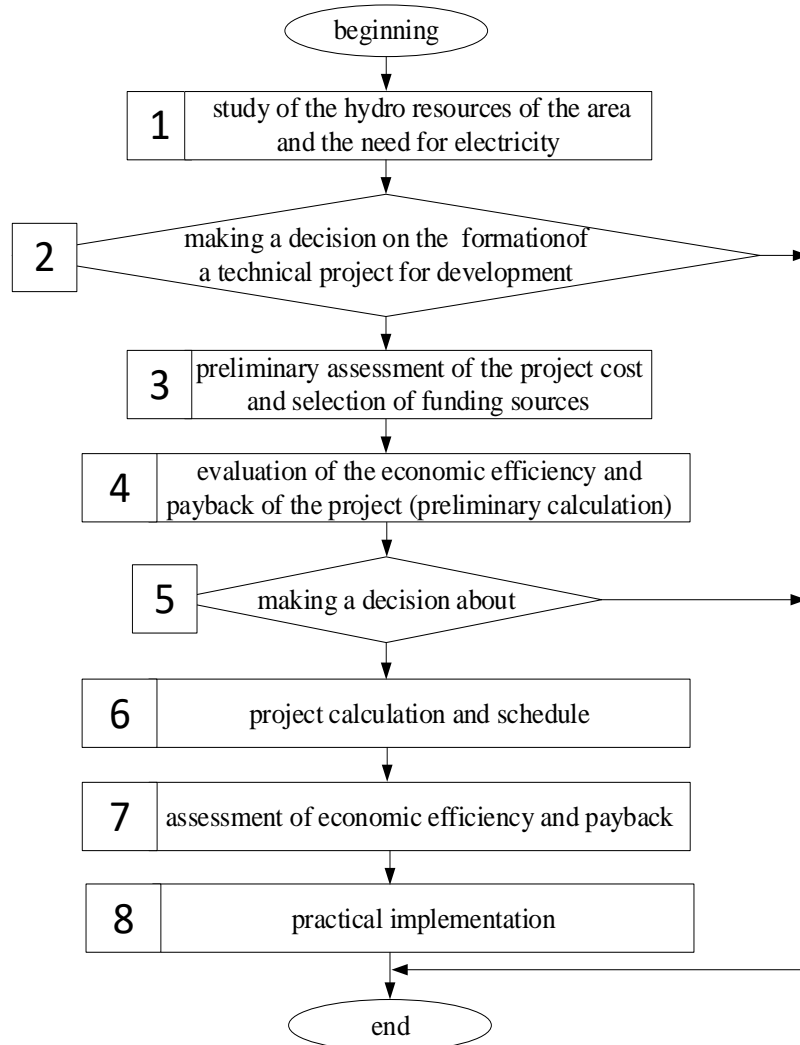 beginning
1
study of the hydro resources of the area
and the need for electricity
2
making a decision on the formationof
a technical project for development
3
preliminary assessment of the project cost
and selection of funding sources
4
evaluation of the economic efficiency and
payback of the project (preliminary calculation)
5
making a decision about
6
project calculation and schedule
7
assessment of economic efficiency and payback
8
practical implementation
end